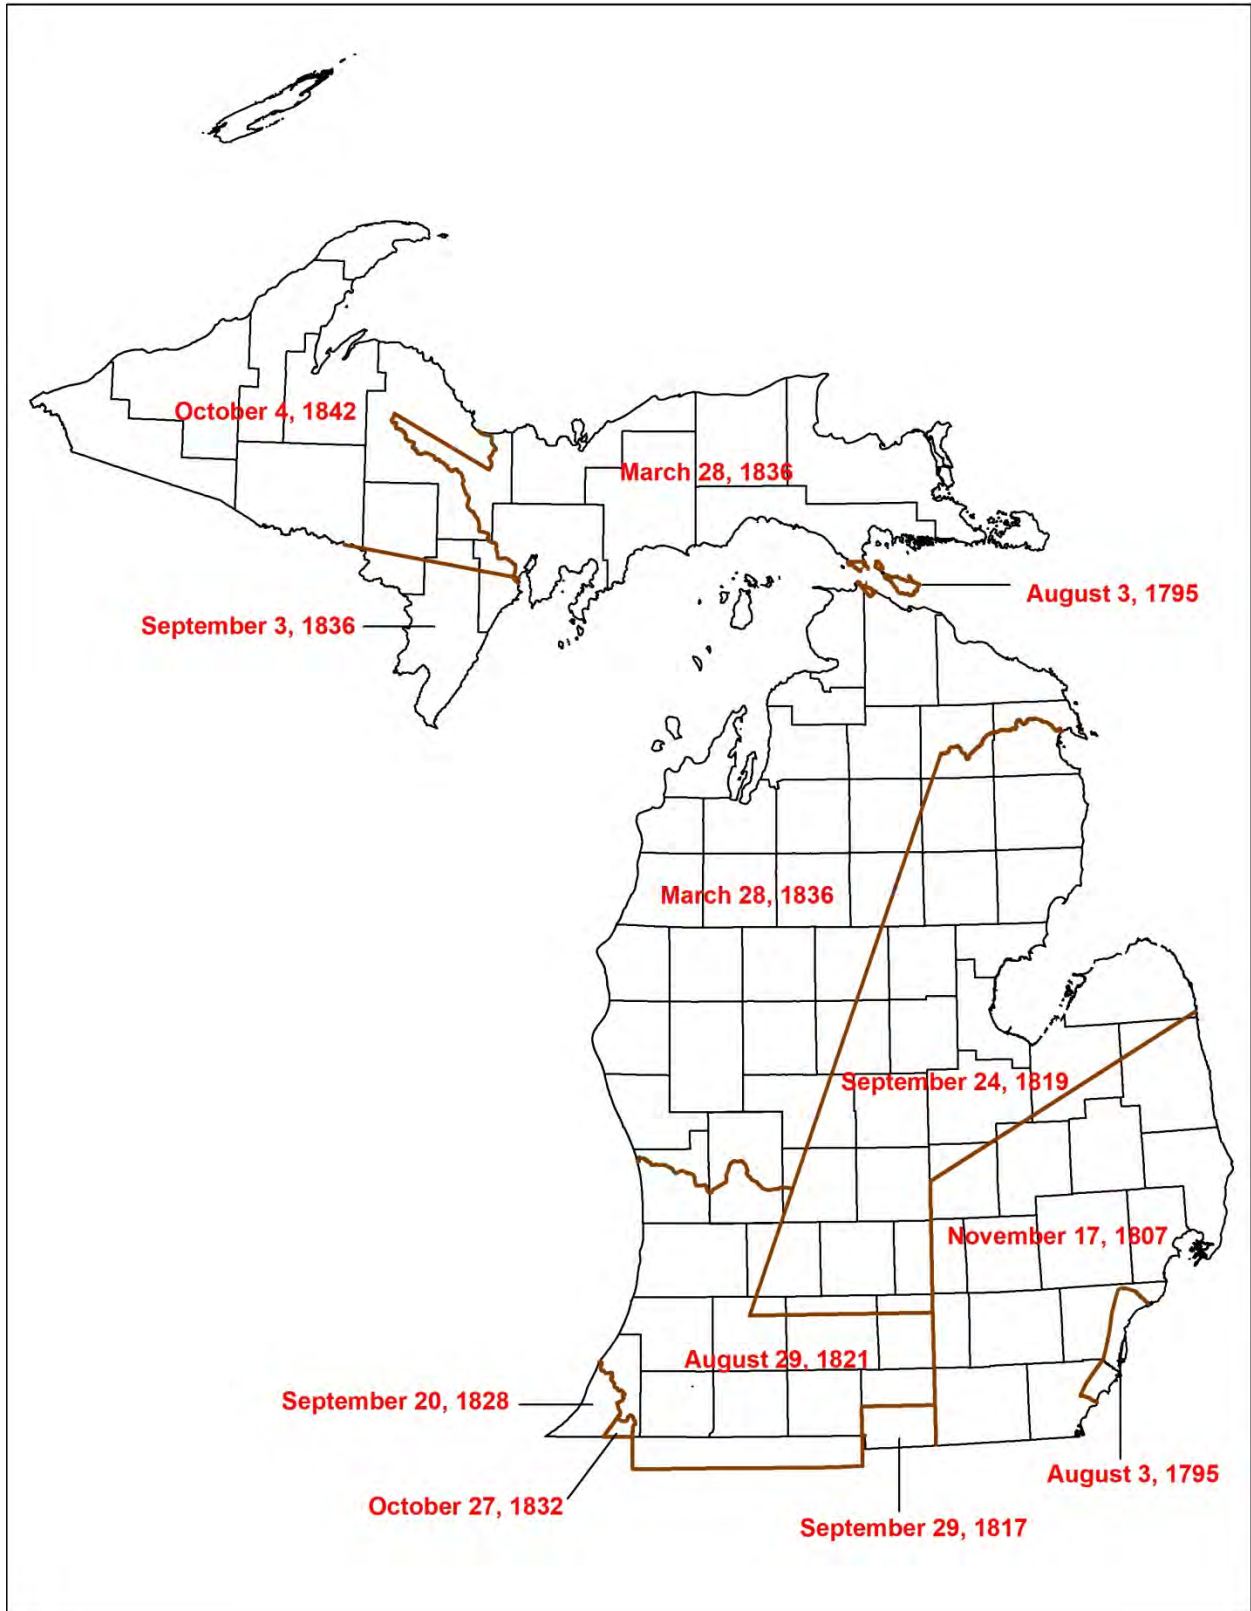 October 4, 1842
March 28, 1836
August 3, 1795
September 3, 1836
March 28, 1836
September 24, 1819
November 17, 1807
August 29, 1821
September 20, 1828
August 3, 1795
October 27, 1832
September 29, 1817